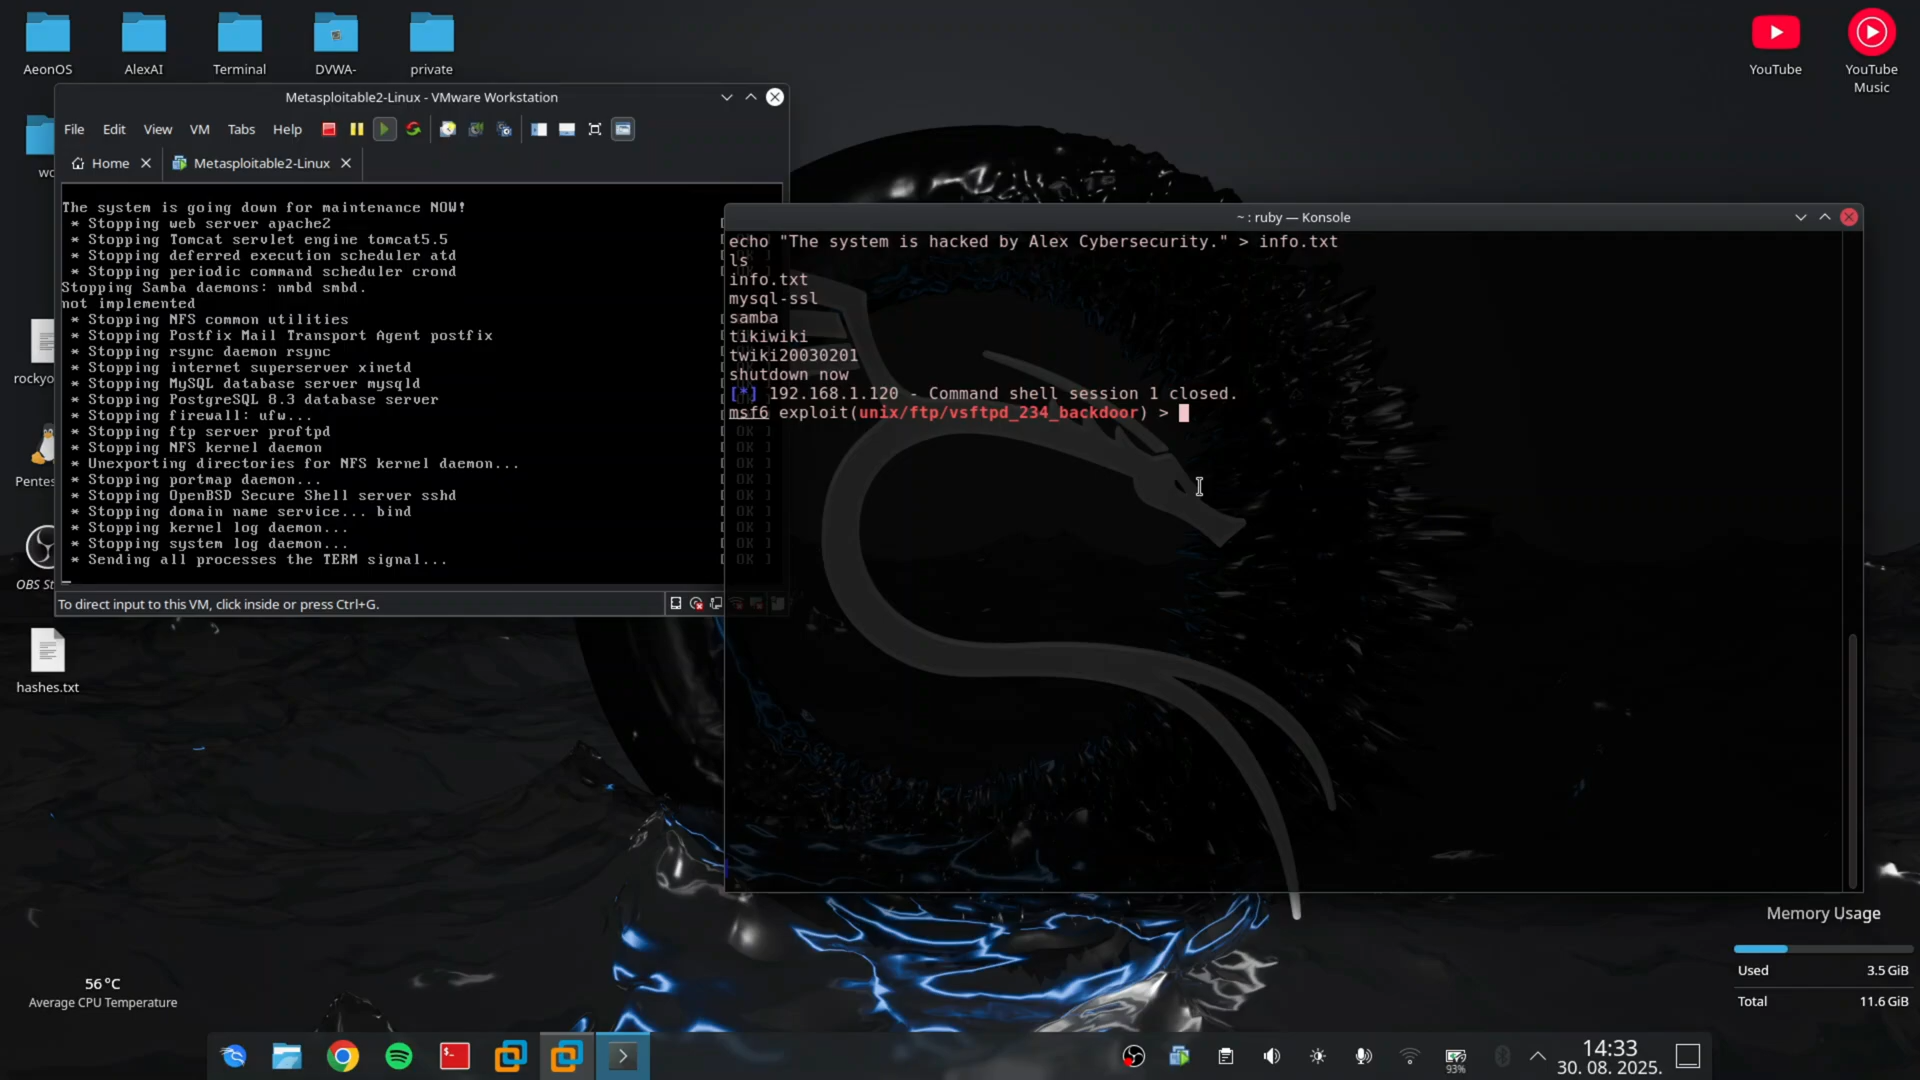 AeonOS
AlexAI
Terminal
DVWA-
private
YouTube
YouTube
Music
Metasploitable2-Linux - VMware Workstation
File Edit View VM Tabs Help
Home
Metasploitable2-Linux
The system is going down for maintenance NOW!
* Stopping web server apache2
* Stopping Tomcat servlet engine tomcat5.5
* Stopping deferred execution scheduler atd
* Stopping periodic command scheduler crond
Stopping Samba daemons: nmbd smbd.
not implemented
* Stopping NFS common utilities [ OK ]
* Stopping Postfix Mail Transport Agent postfix [ OK ]
* Stopping rsync daemon rsync [ OK ]
* Stopping internet superserver xinetd [ OK ]
* Stopping MySQL database server mysqld [ OK ]
* Stopping PostgreSQL 8.3 database server [ OK ]
* Stopping firewall: ufw... [ OK ]
* Stopping ftp server proftpd [ OK ]
* Stopping NFS kernel daemon [ OK ]
* Unexporting directories for NFS kernel daemon... [ OK ]
* Stopping portmap daemon... [ OK ]
* Stopping OpenBSD Secure Shell server sshd [ OK ]
* Stopping domain name service... bind [ OK ]
* Stopping kernel log daemon... [ OK ]
* Stopping system log daemon... [ OK ]
* Sending all processes the TERM signal... [ OK ]
To direct input to this VM, click inside or press Ctrl+G.
~ : ruby — Konsole
echo "The system is hacked by Alex Cybersecurity." > info.txt
ls
info.txt
mysql-ssl
samba
tikiwiki
twiki20030201
shutdown now
[*] 192.168.1.120 - Command shell session 1 closed.
msf6 exploit(unix/ftp/vsftpd_234_backdoor) >
wo
rockyo
Pentes
OBS St
hashes.txt
56 °C
Average CPU Temperature
Memory Usage
Used 3.5 GiB
Total 11.6 GiB
93%
14:33
30. 08. 2025.